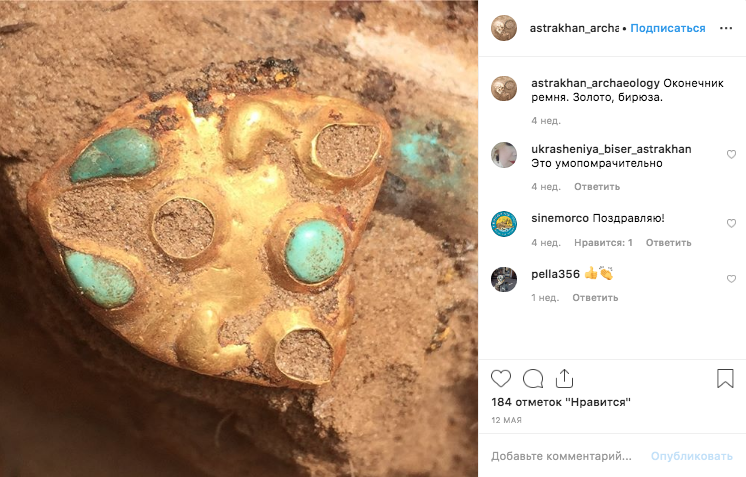 astrakhan_archa • Подписаться
astrakhan_archaeology Оконечник
ремня. Золото, бирюза.
4 нед.
ukrasheniya_biser_astrakhan
Это умопомрачительно
4 нед. Ответить
sinemorco Поздравляю!
4 нед. Нравится: 1 Ответить
pella356 👍👏
1 нед. Ответить
184 отметок "Нравится"
12 МАЯ
Добавьте комментарий... Опубликовать